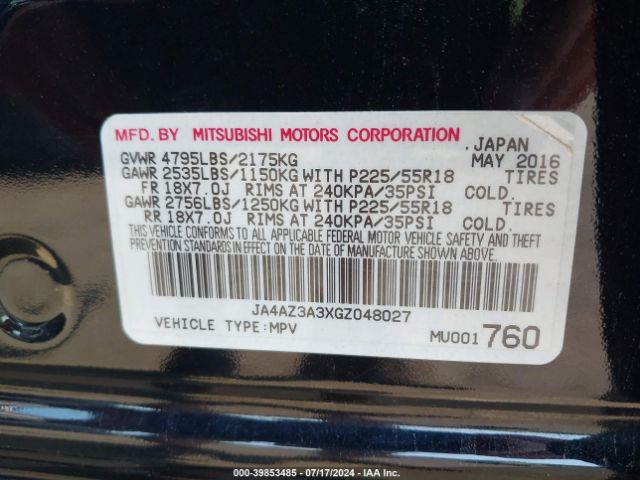 MFD. BY MITSUBISHI MOTORS CORPORATION , JAPAN
GVWR 4795LBS/2175KG MAY 2016
GAWR 2535LBS/1150KG WITH P225/55R18 TIRES
FR 18X7.0J RIMS AT 240KPA/35PSI COLD.
GAWR 2756LBS/1250KG WITH P225/55R18 TIRES
RR 18X7.0J RIMS AT 240KPA/35PSI COLD.
THIS VEHICLE CONFORMS TO ALL APPLICABLE FEDERAL MOTOR VEHICLE SAFETY AND THEFT
PREVENTION STANDARDS IN EFFECT ON THE DATE OF MANUFACTURE SHOWN ABOVE.
JA4AZ3A3XGZ048027
VEHICLE TYPE:MPV MU001 760
000-39853485 - 07/17/2024 - IAA Inc.